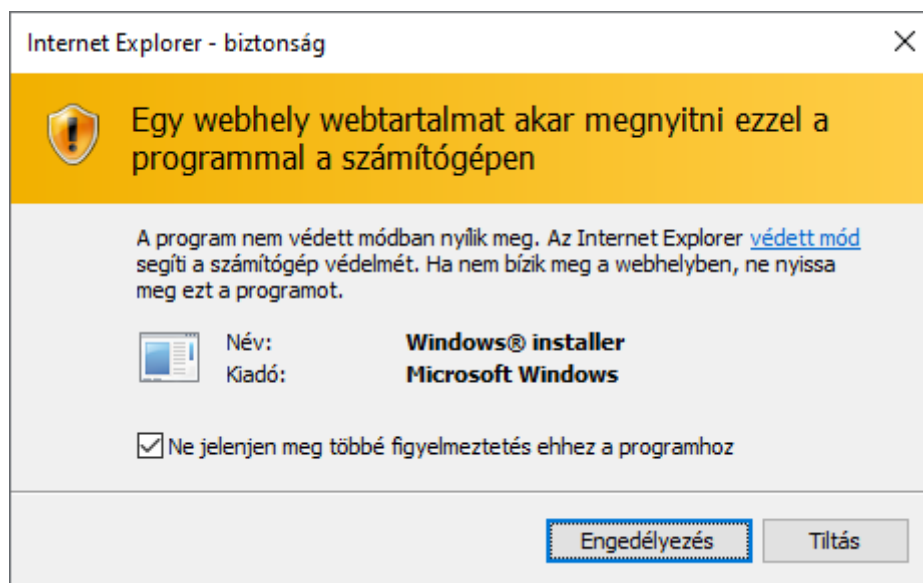 Internet Explorer - biztonság
Egy webhely webtartalmat akar megnyitni ezzel a
programmal a számítógépen
A program nem védett módban nyílik meg. Az Internet Explorer védett mód
segíti a számítógép védelmét. Ha nem bízik meg a webhelyben, ne nyissa
meg ezt a programot.
Név: Windows® installer
Kiadó: Microsoft Windows
Ne jelenjen meg többé figyelmeztetés ehhez a programhoz
Engedélyezés Tiltás